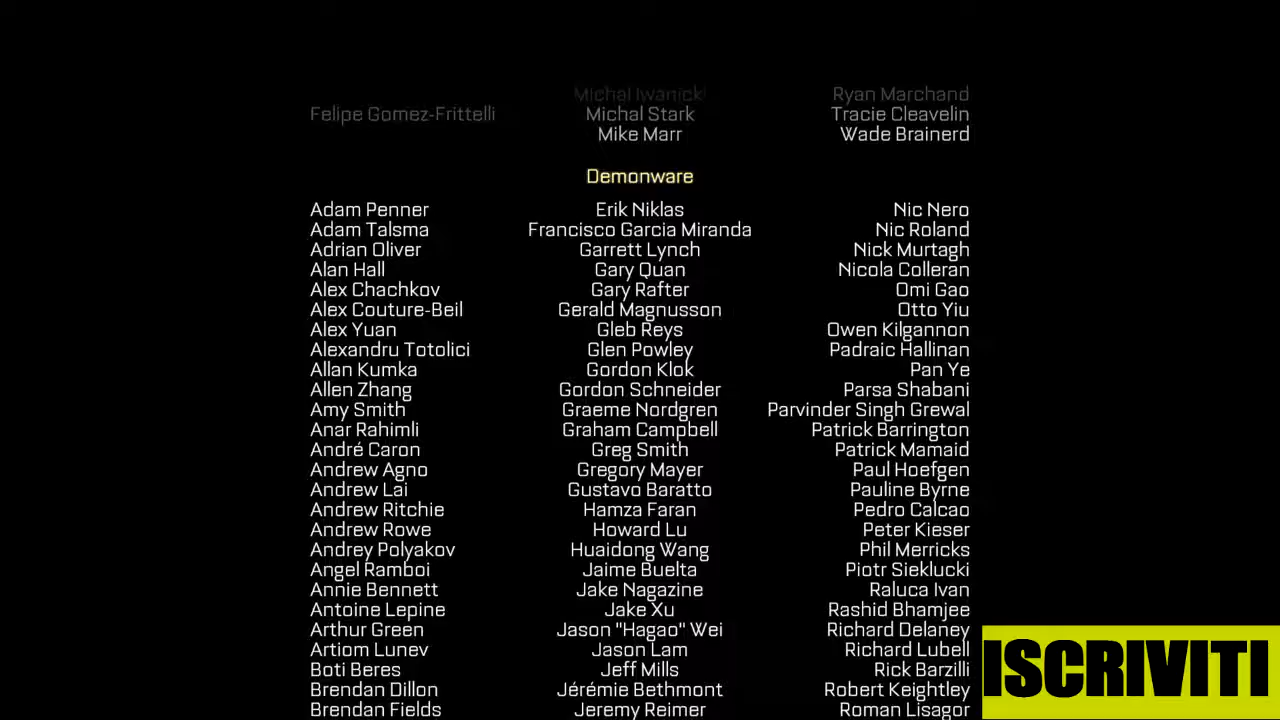 Michal Iwanicki Ryan Marchand
Felipe Gomez-Frittelli Michal Stark Tracie Cleavelin
Mike Marr Wade Brainerd
Demonware
Adam Penner Erik Niklas Nic Nero
Adam Talsma Francisco Garcia Miranda Nic Roland
Adrian Oliver Garrett Lynch Nick Murtagh
Alan Hall Gary Quan Nicola Colleran
Alex Chachkov Gary Rafter Omi Gao
Alex Couture-Beil Gerald Magnusson Otto Yiu
Alex Yuan Gleb Reys Owen Kilgannon
Alexandru Totolici Glen Powley Padraic Hallinan
Allan Kumka Gordon Klok Pan Ye
Allen Zhang Gordon Schneider Parsa Shabani
Amy Smith Graeme Nordgren Parvinder Singh Grewal
Anar Rahimli Graham Campbell Patrick Barrington
André Caron Greg Smith Patrick Mamaid
Andrew Agno Gregory Mayer Paul Hoefgen
Andrew Lai Gustavo Baratto Pauline Byrne
Andrew Ritchie Hamza Faran Pedro Calcao
Andrew Rowe Howard Lu Peter Kieser
Andrey Polyakov Huaidong Wang Phil Merricks
Angel Ramboi Jaime Buelta Piotr Sieklucki
Annie Bennett Jake Nagazine Raluca Ivan
Antoine Lepine Jake Xu Rashid Bhamjee
Arthur Green Jason "Hagao" Wei Richard Delaney
Artiom Lunev Jason Lam Richard Lubell
Boti Beres Jeff Mills Rick Barzilli
Brendan Dillon Jérémie Bethmont Robert Keightley
Brendan Fields Jeremy Reimer Roman Lisagor
ISCRIVITI